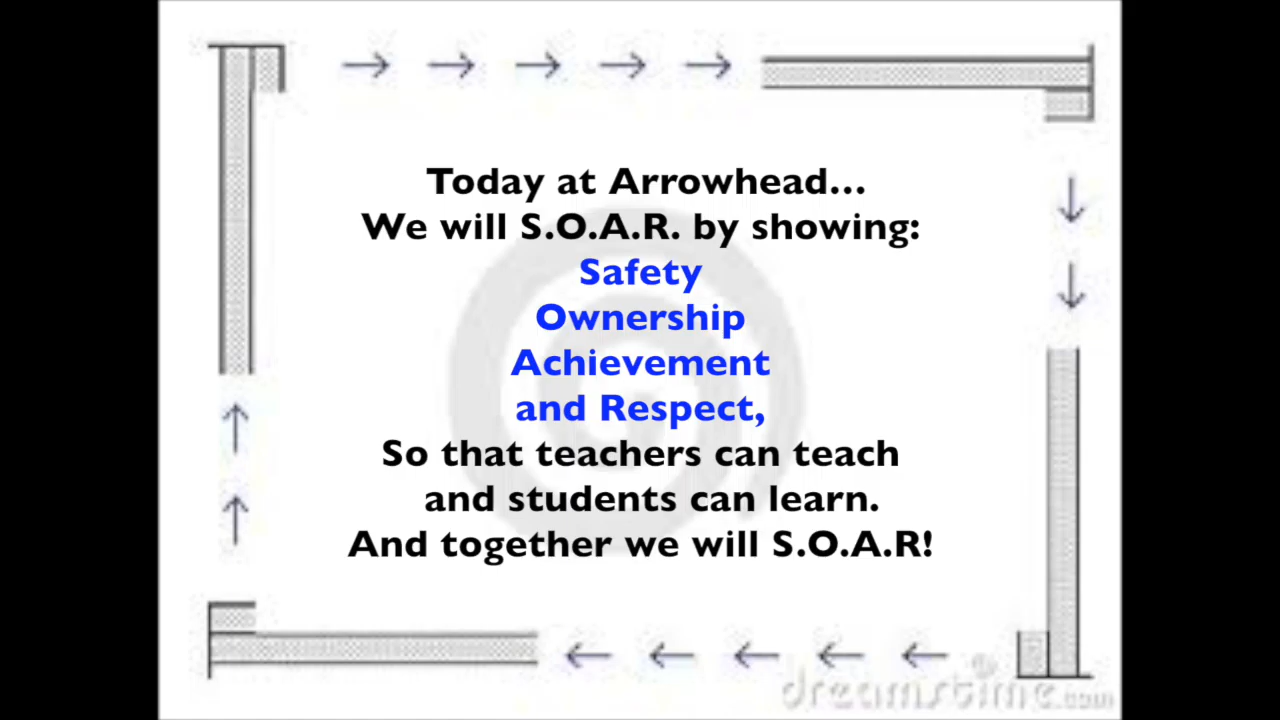 Today at Arrowhead...
We will S.O.A.R. by showing:
Safety
Ownership
Achievement
and Respect,
So that teachers can teach
and students can learn.
And together we will S.O.A.R!
dreamstime.com